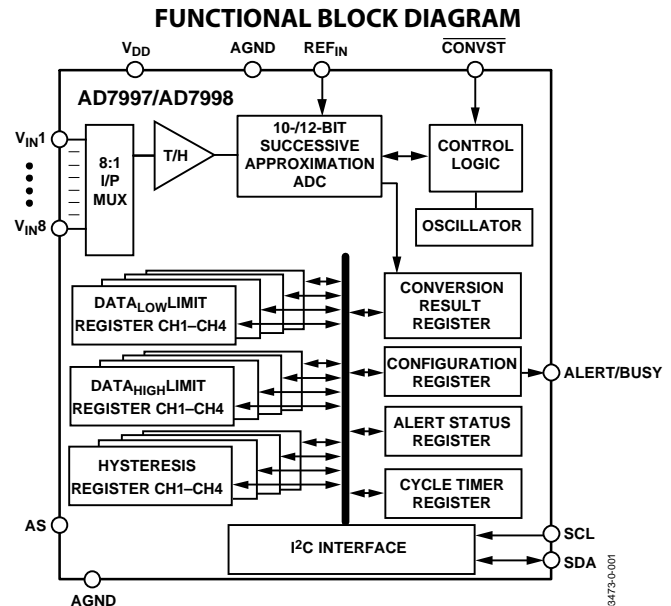 FUNCTIONAL BLOCK DIAGRAM
VDD
AGND
REFIN
CONVST
AD7997/AD7998
VIN1
VIN8
8:1
I/P
MUX
T/H
10-/12-BIT
SUCCESSIVE
APPROXIMATION
ADC
CONTROL
LOGIC
OSCILLATOR
DATALOWLIMIT
REGISTER CH1–CH4
CONVERSION
RESULT
REGISTER
DATAHIGHLIMIT
REGISTER CH1–CH4
CONFIGURATION
REGISTER
ALERT/BUSY
ALERT STATUS
REGISTER
HYSTERESIS
REGISTER CH1–CH4
CYCLE TIMER
REGISTER
AS
I2C INTERFACE
SCL
SDA
AGND
3473-0-001